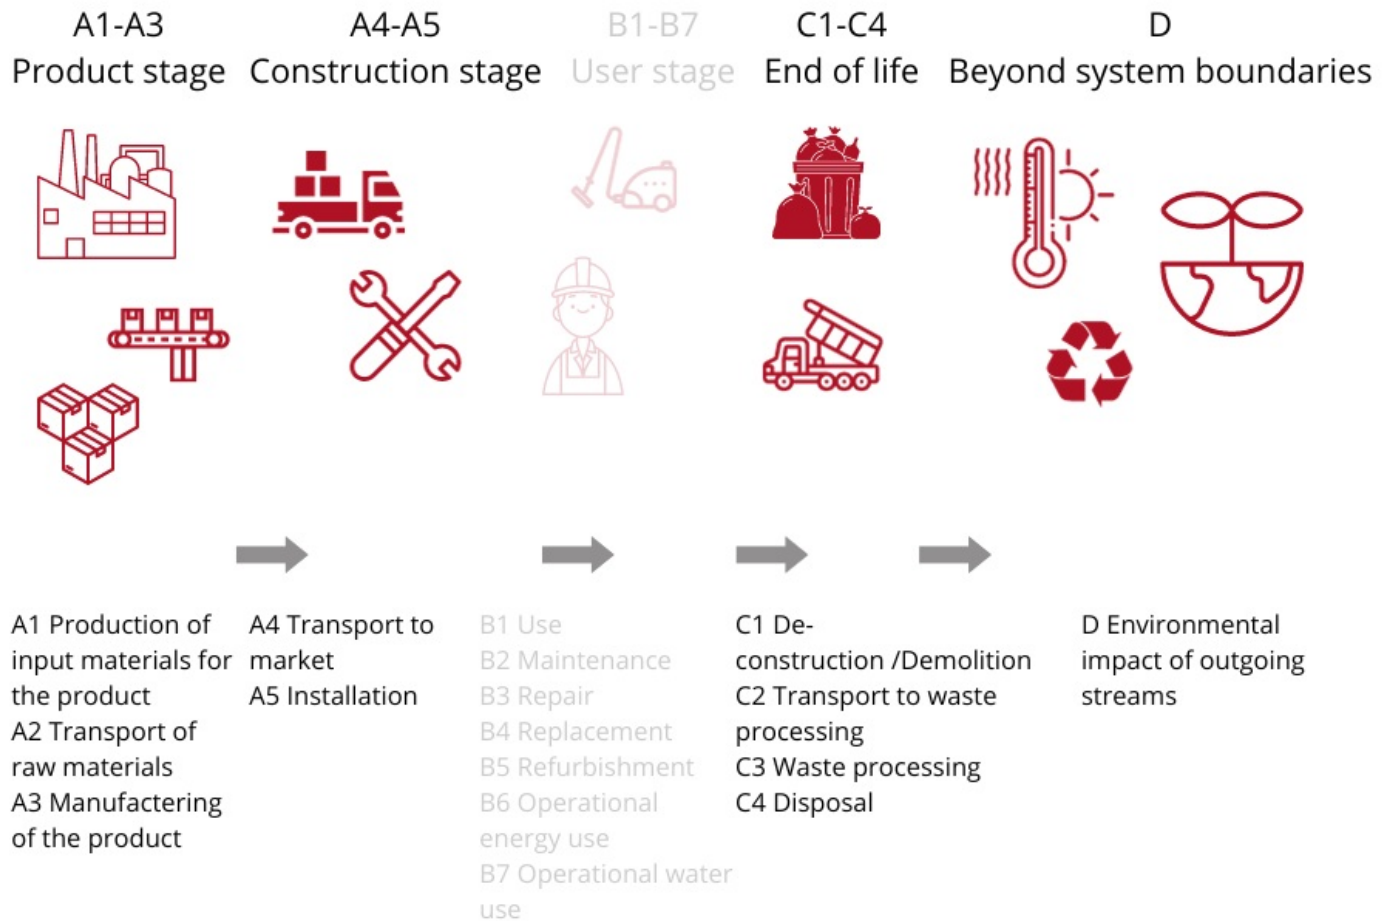 A1-A3
Product stage
A4-A5
Construction stage
B1-B7
User stage
C1-C4
End of life
D
Beyond system boundaries
A1 Production of
input materials for
the product
A2 Transport of
raw materials
A3 Manufactering
of the product
A4 Transport to
market
A5 Installation
B1 Use
B2 Maintenance
B3 Repair
B4 Replacement
B5 Refurbishment
B6 Operational
energy use
B7 Operational water
use
C1 De-
construction /Demolition
C2 Transport to waste
processing
C3 Waste processing
C4 Disposal
D Environmental
impact of outgoing
streams